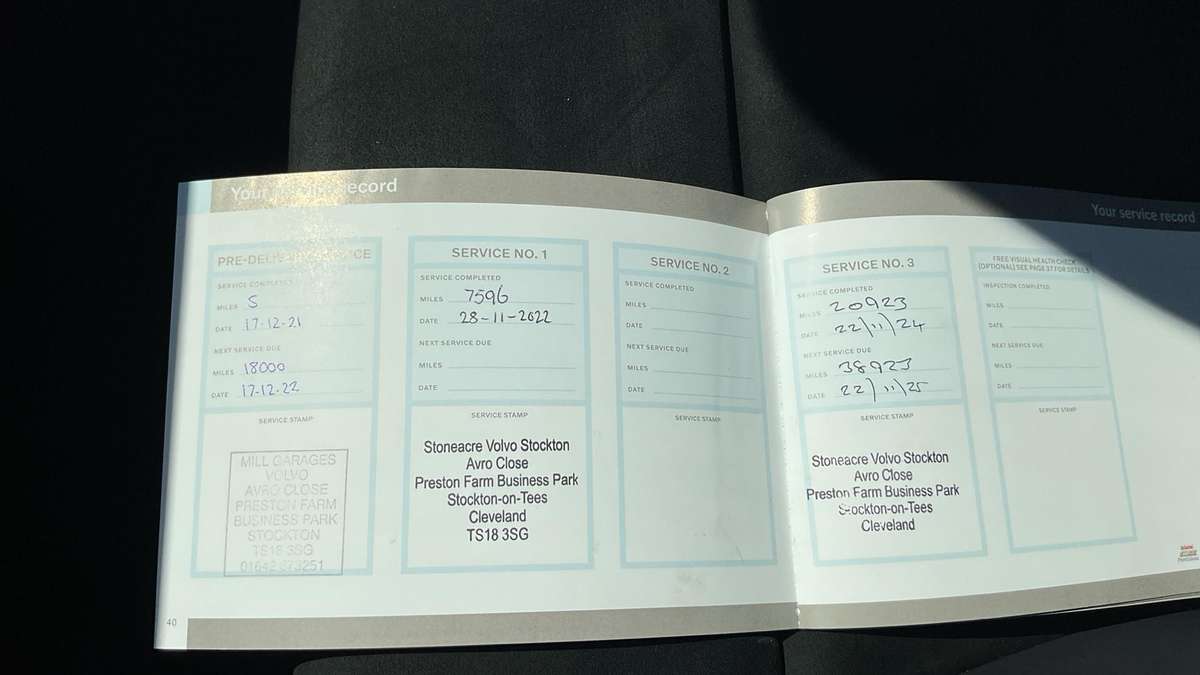 Your service record
PRE-DELIVERY SERVICE
SERVICE COMPLETED
MILES 5
DATE 17-12-21
NEXT SERVICE DUE
MILES 18000
DATE 17-12-22
SERVICE STAMP
MILL GARAGES
VOLVO
AVRO CLOSE
PRESTON FARM
BUSINESS PARK
STOCKTON
TS18 3SG
SERVICE NO. 1
SERVICE COMPLETED
MILES 7596
DATE 28-11-2022
NEXT SERVICE DUE
MILES
DATE
SERVICE STAMP
Stoneacre Volvo Stockton
Avro Close
Preston Farm Business Park
Stockton-on-Tees
Cleveland
TS18 3SG
SERVICE NO. 2
SERVICE COMPLETED
MILES
DATE
NEXT SERVICE DUE
MILES
DATE
SERVICE STAMP
40
Your service record
SERVICE NO. 3
SERVICE COMPLETED
MILES 20923
DATE 22/11/24
NEXT SERVICE DUE
MILES 38923
DATE 22/11/25
SERVICE STAMP
Stoneacre Volvo Stockton
Avro Close
Preston Farm Business Park
Stockton-on-Tees
Cleveland
FREE VISUAL HEALTH CHECK
(OPTIONAL) SEE PAGE 37 FOR DETAILS
INSPECTION COMPLETED
MILES
DATE
NEXT SERVICE DUE
MILES
DATE
SERVICE STAMP